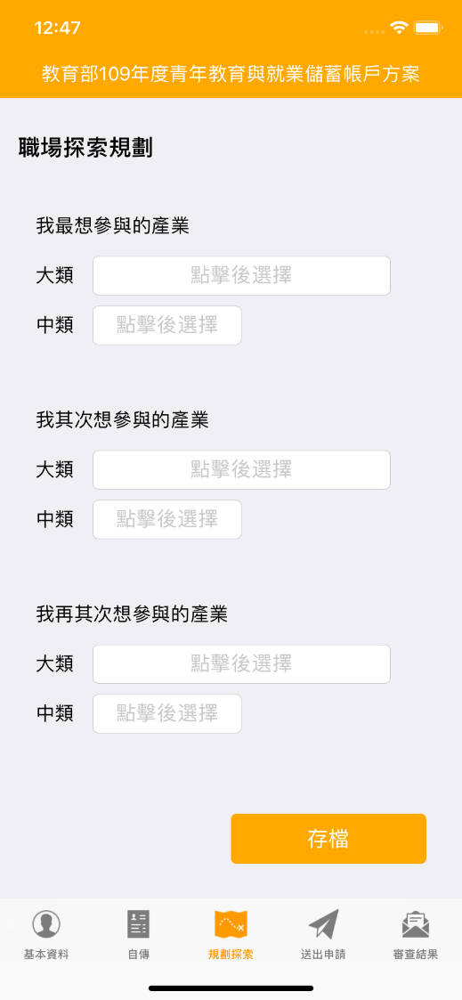 12:47
教育部109年度青年教育與就業儲蓄帳戶方案
職場探索規劃
我最想參與的產業
大類 點擊後選擇
中類 點擊後選擇
我其次想參與的產業
大類 點擊後選擇
中類 點擊後選擇
我再其次想參與的產業
大類 點擊後選擇
中類 點擊後選擇
存檔
基本資料 自傳 規劃探索 送出申請 審查結果